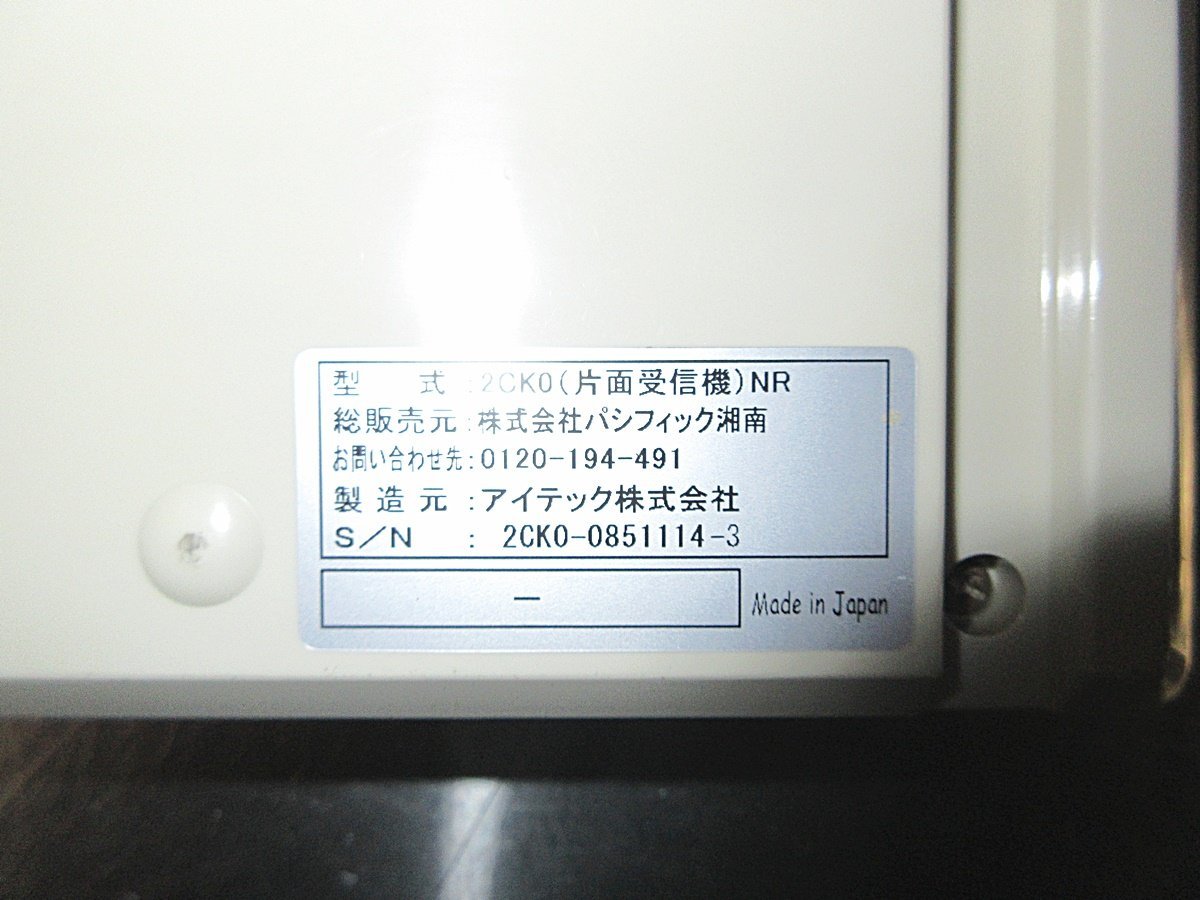 型 式 :2CK0(片面受信機)NR
総販売元:株式会社パシフィック湘南
お問い合わせ先:0120-194-491
製 造 元 :アイテック株式会社
S/N : 2CK0-0851114-3
—
Made in Japan